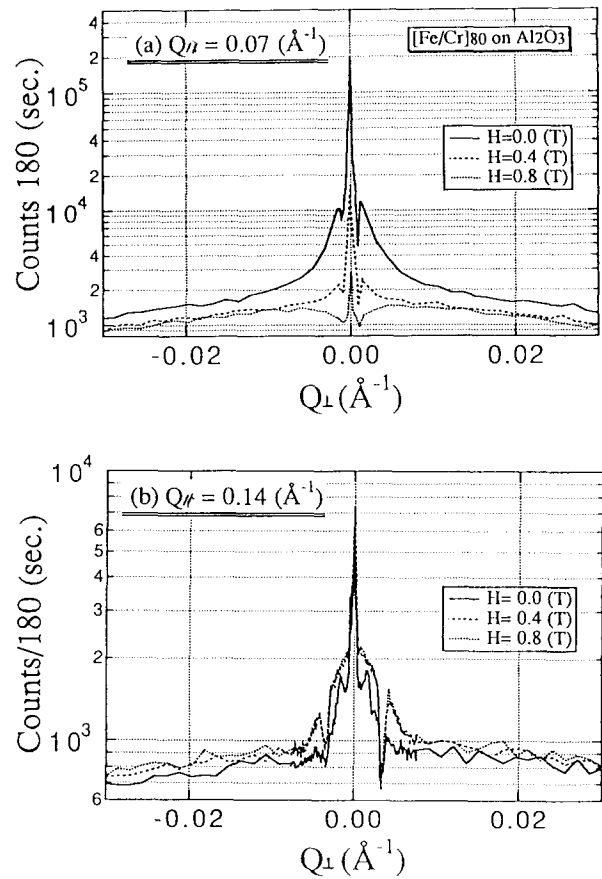 (a) Q∥ = 0.07 (Å⁻¹)
[Fe/Cr]80 on Al2O3
Counts 180 (sec.)
4
2
10⁵
4
2
10⁴
4
2
10³
H=0.0 (T)
H=0.4 (T)
H=0.8 (T)
-0.02 0.00 0.02
Q⊥ (Å⁻¹)
(b) Q∥ = 0.14 (Å⁻¹)
Counts/180 (sec.)
10⁴
6
5
4
3
2
10³
6
H= 0.0 (T)
H= 0.4 (T)
H= 0.8 (T)
-0.02 0.00 0.02
Q⊥ (Å⁻¹)